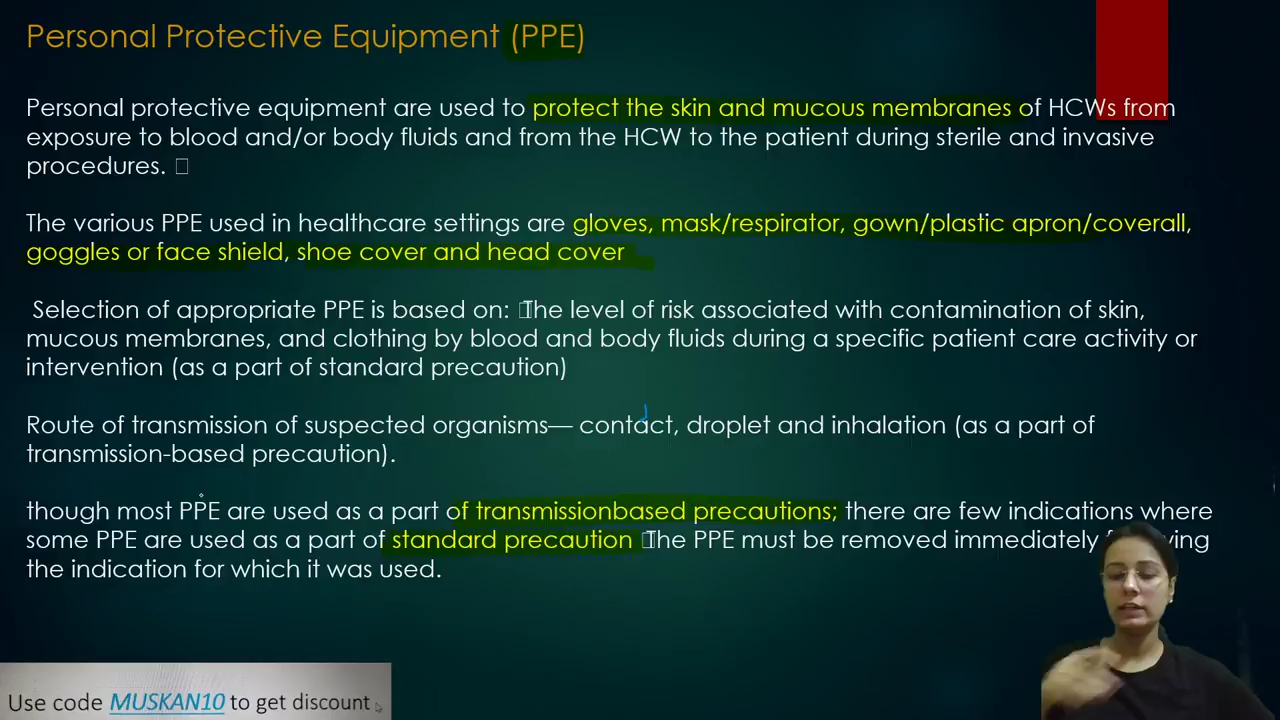 Personal Protective Equipment (PPE)
Personal protective equipment are used to protect the skin and mucous membranes of HCWs from
exposure to blood and/or body fluids and from the HCW to the patient during sterile and invasive
procedures.
The various PPE used in healthcare settings are gloves, mask/respirator, gown/plastic apron/coverall,
goggles or face shield, shoe cover and head cover
Selection of appropriate PPE is based on: The level of risk associated with contamination of skin,
mucous membranes, and clothing by blood and body fluids during a specific patient care activity or
intervention (as a part of standard precaution)
Route of transmission of suspected organisms— contact, droplet and inhalation (as a part of
transmission-based precaution).
though most PPE are used as a part of transmissionbased precautions; there are few indications where
some PPE are used as a part of standard precaution The PPE must be removed immediately
the indication for which it was used.
Use code MUSKAN10 to get discount